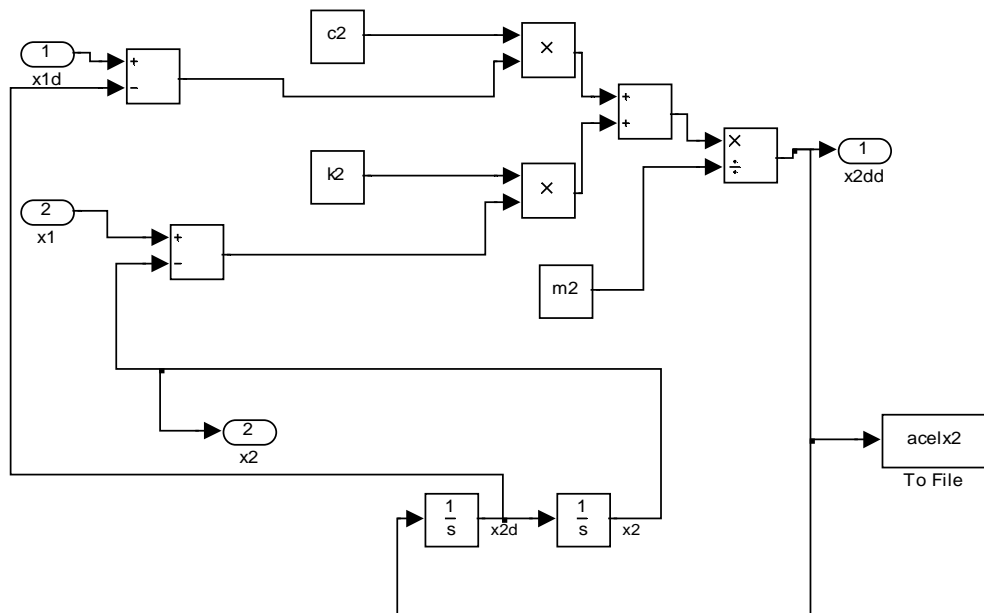 c2
1
x1d
+
−
×
+
+
×
÷
1
x2dd
k2
×
2
x1
+
−
m2
2
x2
acelx2
To File
1
s
x2d
1
s
x2